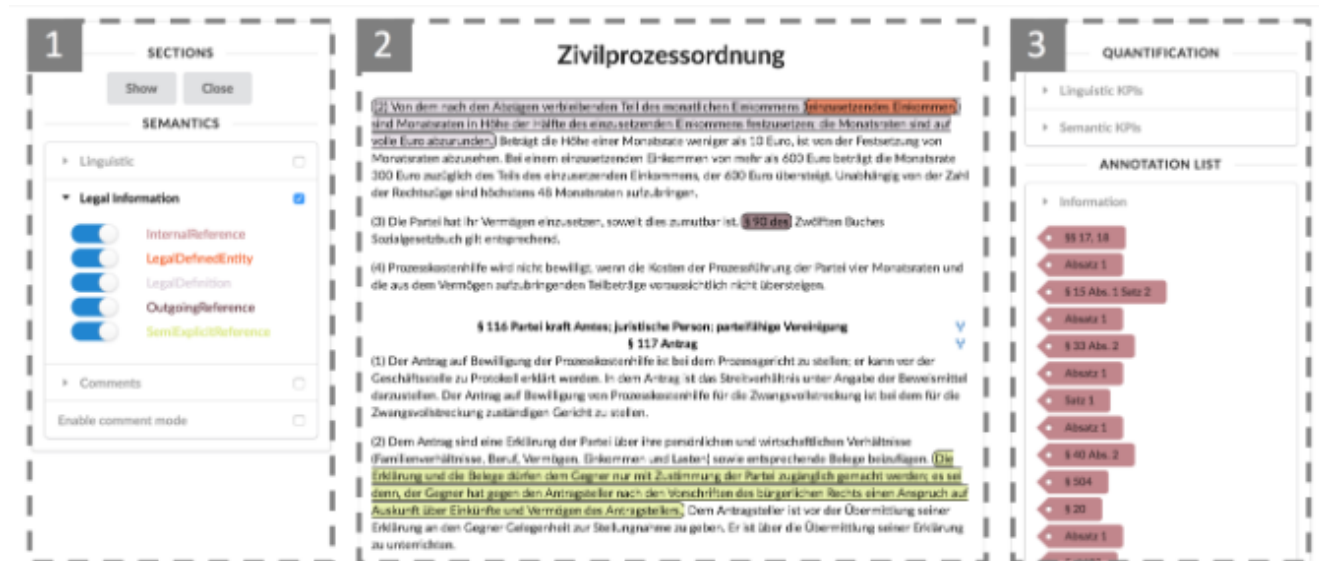 1
SECTIONS
Show Close
SEMANTICS
Linguistic
Legal Information
InternalReference
LegalDefinedEntity
LegalDefinition
OutgoingReference
SemiExplicitReference
Comments
Enable comment mode
2
Zivilprozessordnung
(2) Von dem nach den Abzügen verbleibenden Teil des monatlichen Einkommens (einzusetzendes Einkommen)
sind Monatsraten in Höhe der Hälfte des einzusetzenden Einkommens festzusetzen; die Monatsraten sind auf
volle Euro abzurunden. Beträgt die Höhe einer Monatsrate weniger als 10 Euro, ist von der Festsetzung von
Monatsraten abzusehen. Bei einem einzusetzenden Einkommen von mehr als 600 Euro beträgt die Monatsrate
300 Euro zuzüglich des Teils des einzusetzenden Einkommens, der 600 Euro übersteigt. Unabhängig von der Zahl
der Rechtszüge sind höchstens 48 Monatsraten aufzubringen.
(3) Die Partei hat ihr Vermögen einzusetzen, soweit dies zumutbar ist. § 90 des Zwölften Buches
Sozialgesetzbuch gilt entsprechend.
(4) Prozesskostenhilfe wird nicht bewilligt, wenn die Kosten der Prozessführung der Partei vier Monatsraten und
die aus dem Vermögen aufzubringenden Teilbeträge voraussichtlich nicht übersteigen.
§ 116 Partei kraft Amtes; juristische Person; parteifähige Vereinigung
§ 117 Antrag
(1) Der Antrag auf Bewilligung der Prozesskostenhilfe ist bei dem Prozessgericht zu stellen; er kann vor der
Geschäftsstelle zu Protokoll erklärt werden. In dem Antrag ist das Streitverhältnis unter Angabe der Beweismittel
darzustellen. Der Antrag auf Bewilligung von Prozesskostenhilfe für die Zwangsvollstreckung ist bei dem für die
Zwangsvollstreckung zuständigen Gericht zu stellen.
(2) Dem Antrag sind eine Erklärung der Partei über ihre persönlichen und wirtschaftlichen Verhältnisse
(Familienverhältnisse, Beruf, Vermögen, Einkommen und Lasten) sowie entsprechende Belege beizufügen. Die
Erklärung und die Belege dürfen dem Gegner nur mit Zustimmung der Partei zugänglich gemacht werden; es sei
denn, der Gegner hat gegen den Antragsteller nach den Vorschriften des bürgerlichen Rechts einen Anspruch auf
Auskunft über Einkünfte und Vermögen des Antragstellers. Dem Antragsteller ist vor der Übermittlung seiner
Erklärung an den Gegner Gelegenheit zur Stellungnahme zu geben. Er ist über die Übermittlung seiner Erklärung
zu unterrichten.
3
QUANTIFICATION
Linguistic KPIs
Semantic KPIs
ANNOTATION LIST
Information
§§ 17, 18
Absatz 1
§ 15 Abs. 1 Satz 2
Absatz 1
§ 33 Abs. 2
Absatz 1
Satz 1
Absatz 1
§ 40 Abs. 2
§ 504
§ 20
Absatz 1